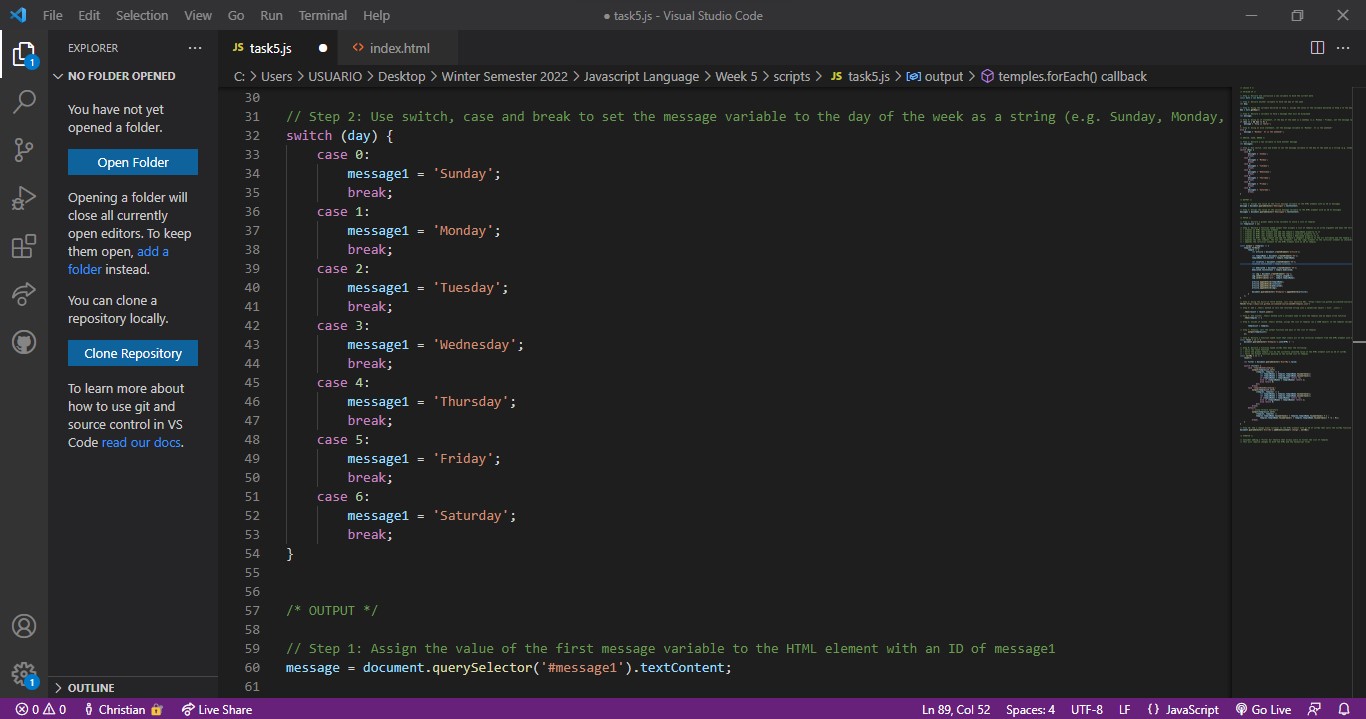 File Edit Selection View Go Run Terminal Help
● task5.js - Visual Studio Code
EXPLORER ···
NO FOLDER OPENED
You have not yet
opened a folder.
Open Folder
Opening a folder will
close all currently
open editors. To keep
them open, add a
folder instead.
You can clone a
repository locally.
Clone Repository
To learn more about
how to use git and
source control in VS
Code read our docs.
OUTLINE
1
1
JS task5.js ●
<> index.html
···
C: > Users > USUARIO > Desktop > Winter Semester 2022 > Javascript Language > Week 5 > scripts > JS task5.js > output > temples.forEach() callback
30
31 // Step 2: Use switch, case and break to set the message variable to the day of the week as a string (e.g. Sunday, Monday,
32 switch (day) {
33 case 0:
34 message1 = 'Sunday';
35 break;
36 case 1:
37 message1 = 'Monday';
38 break;
39 case 2:
40 message1 = 'Tuesday';
41 break;
42 case 3:
43 message1 = 'Wednesday';
44 break;
45 case 4:
46 message1 = 'Thursday';
47 break;
48 case 5:
49 message1 = 'Friday';
50 break;
51 case 6:
52 message1 = 'Saturday';
53 break;
54 }
55
56
57 /* OUTPUT */
58
59 // Step 1: Assign the value of the first message variable to the HTML element with an ID of message1
60 message = document.querySelector('#message1').textContent;
61
0 0 Christian Live Share
Ln 89, Col 52 Spaces: 4 UTF-8 LF {} JavaScript Go Live